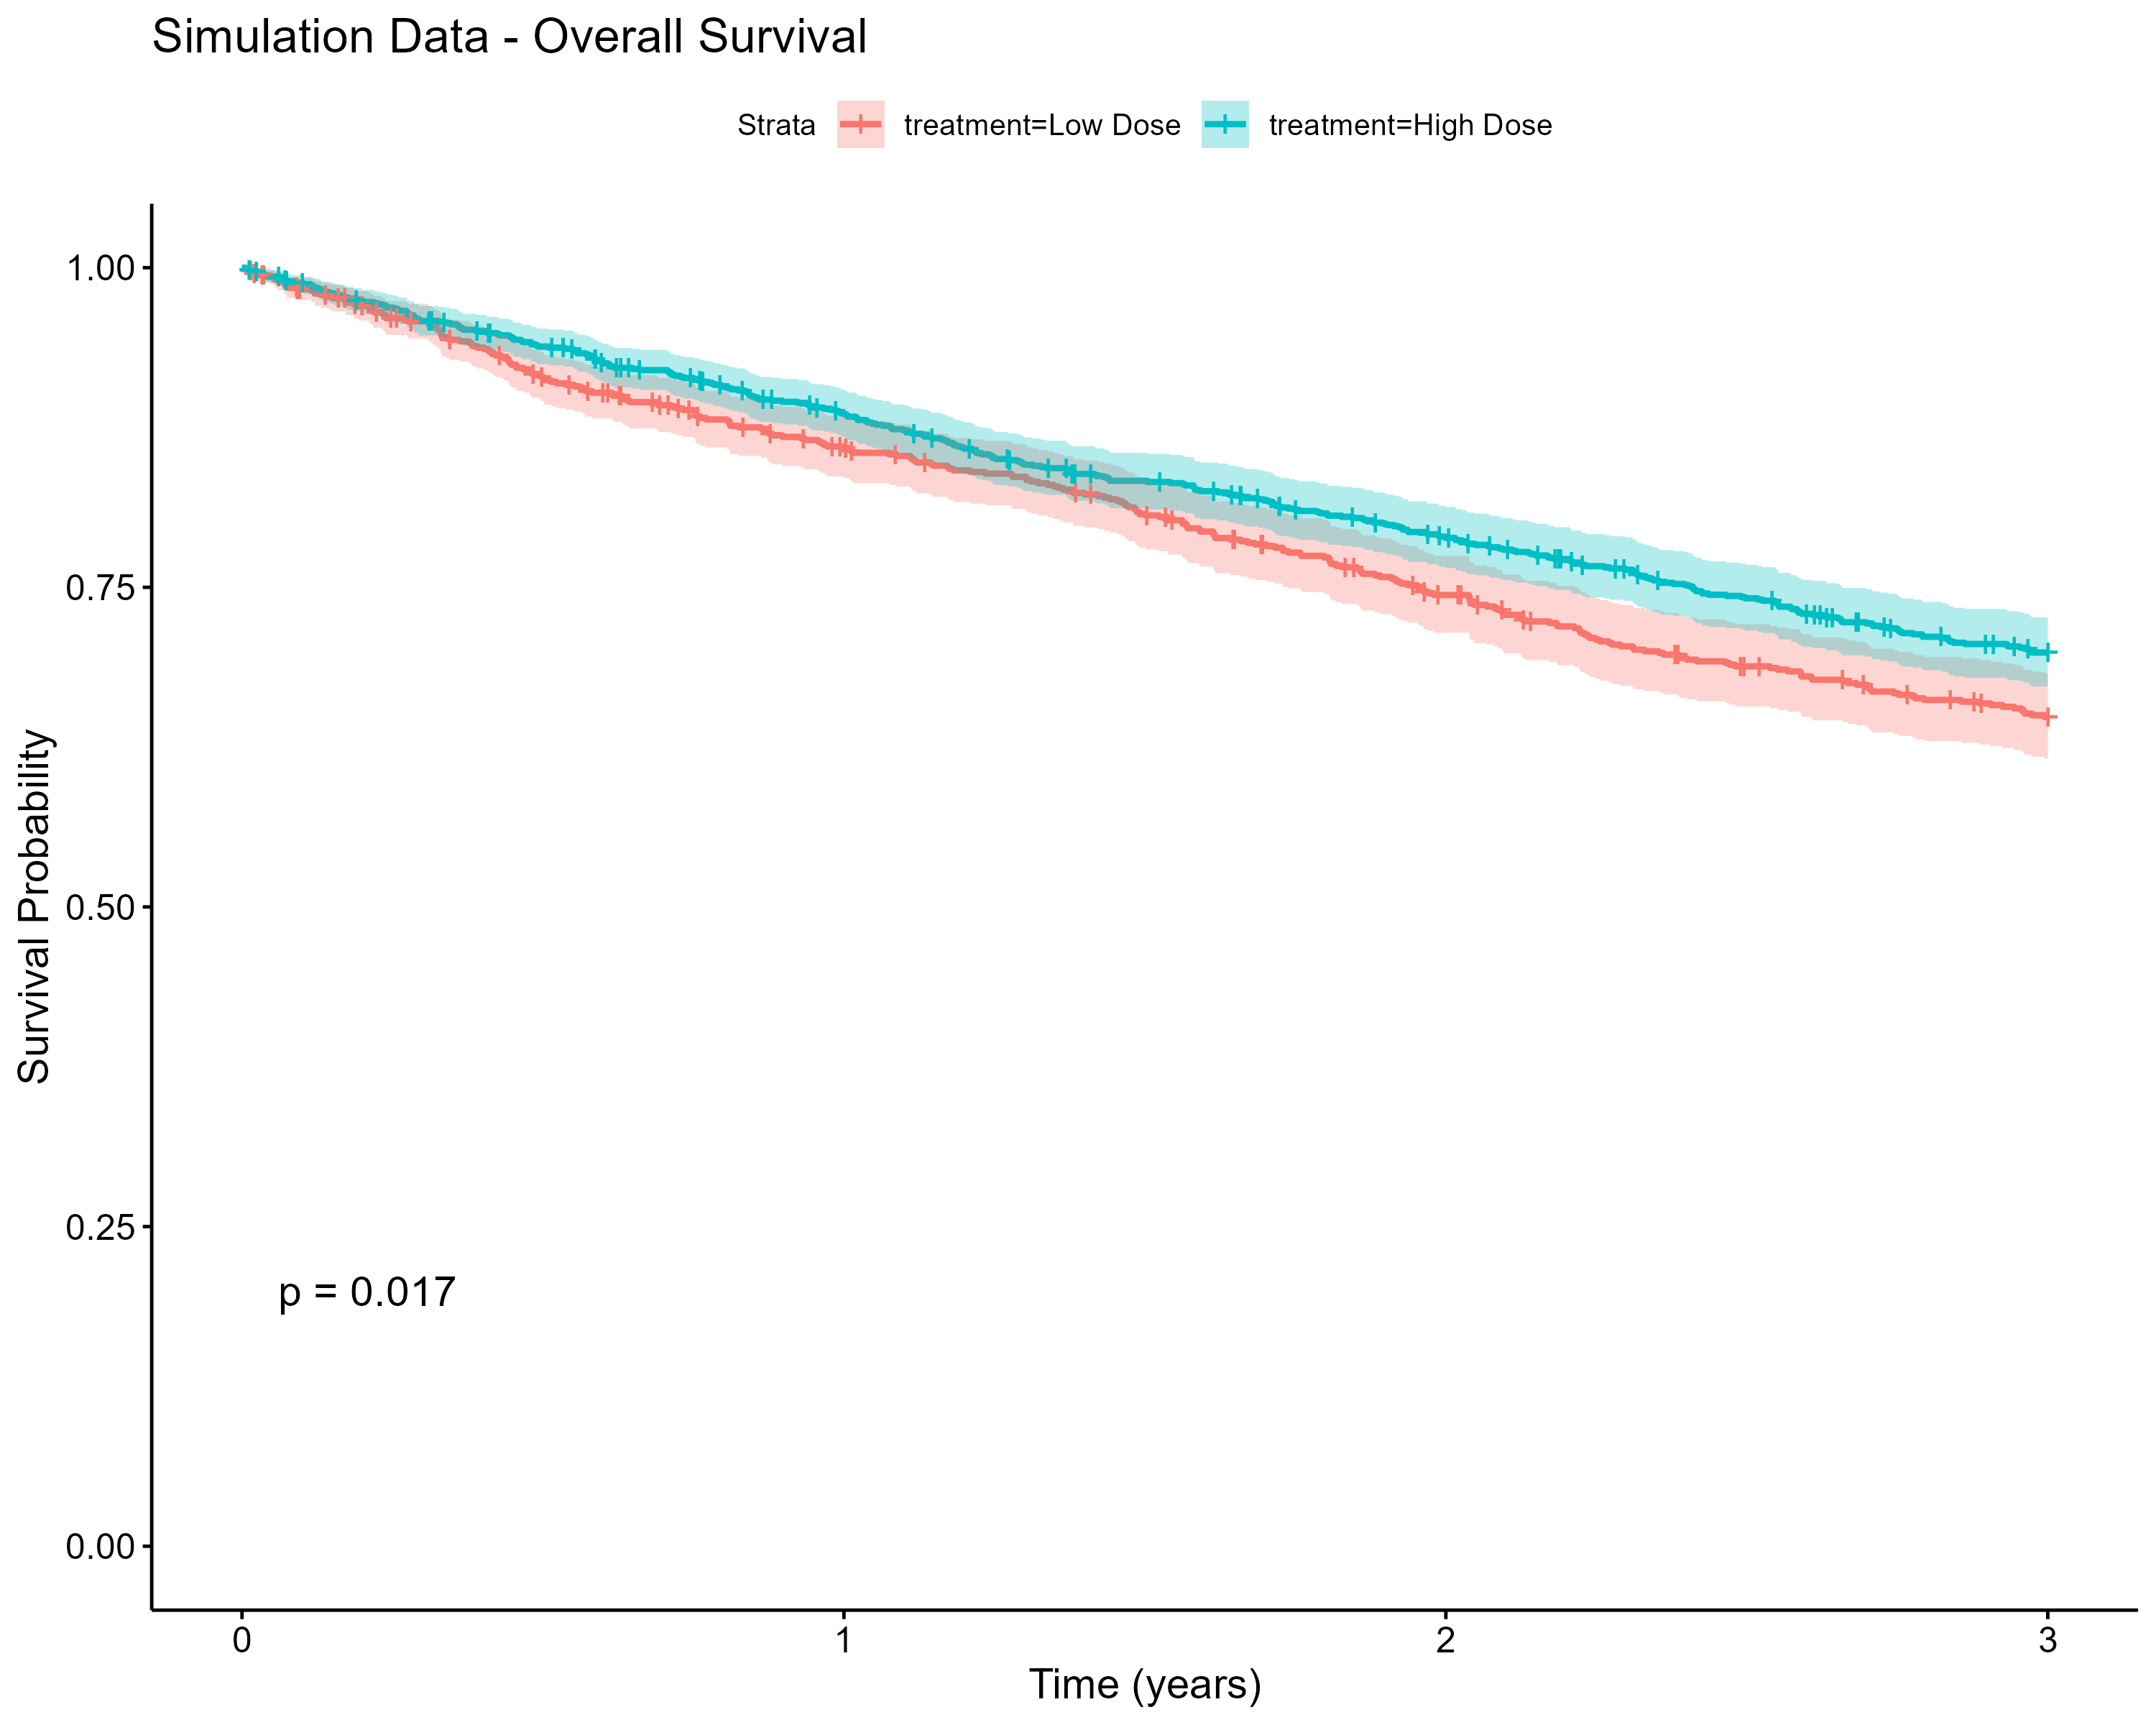 Simulation Data - Overall Survival
Strata treatment=Low Dose treatment=High Dose
Survival Probability
1.00
0.75
0.50
0.25
0.00
p = 0.017
0 1 2 3
Time (years)